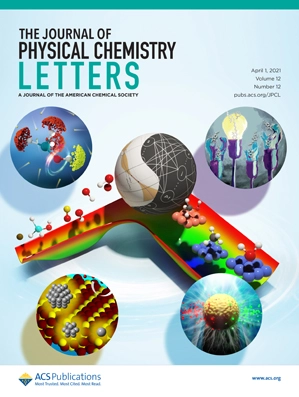 THE JOURNAL OF
PHYSICAL CHEMISTRY
LETTERS
A JOURNAL OF THE AMERICAN CHEMICAL SOCIETY
April 1, 2021
Volume 12
Number 12
pubs.acs.org/JPCL
ACS Publications
Most Trusted. Most Cited. Most Read.
www.acs.org